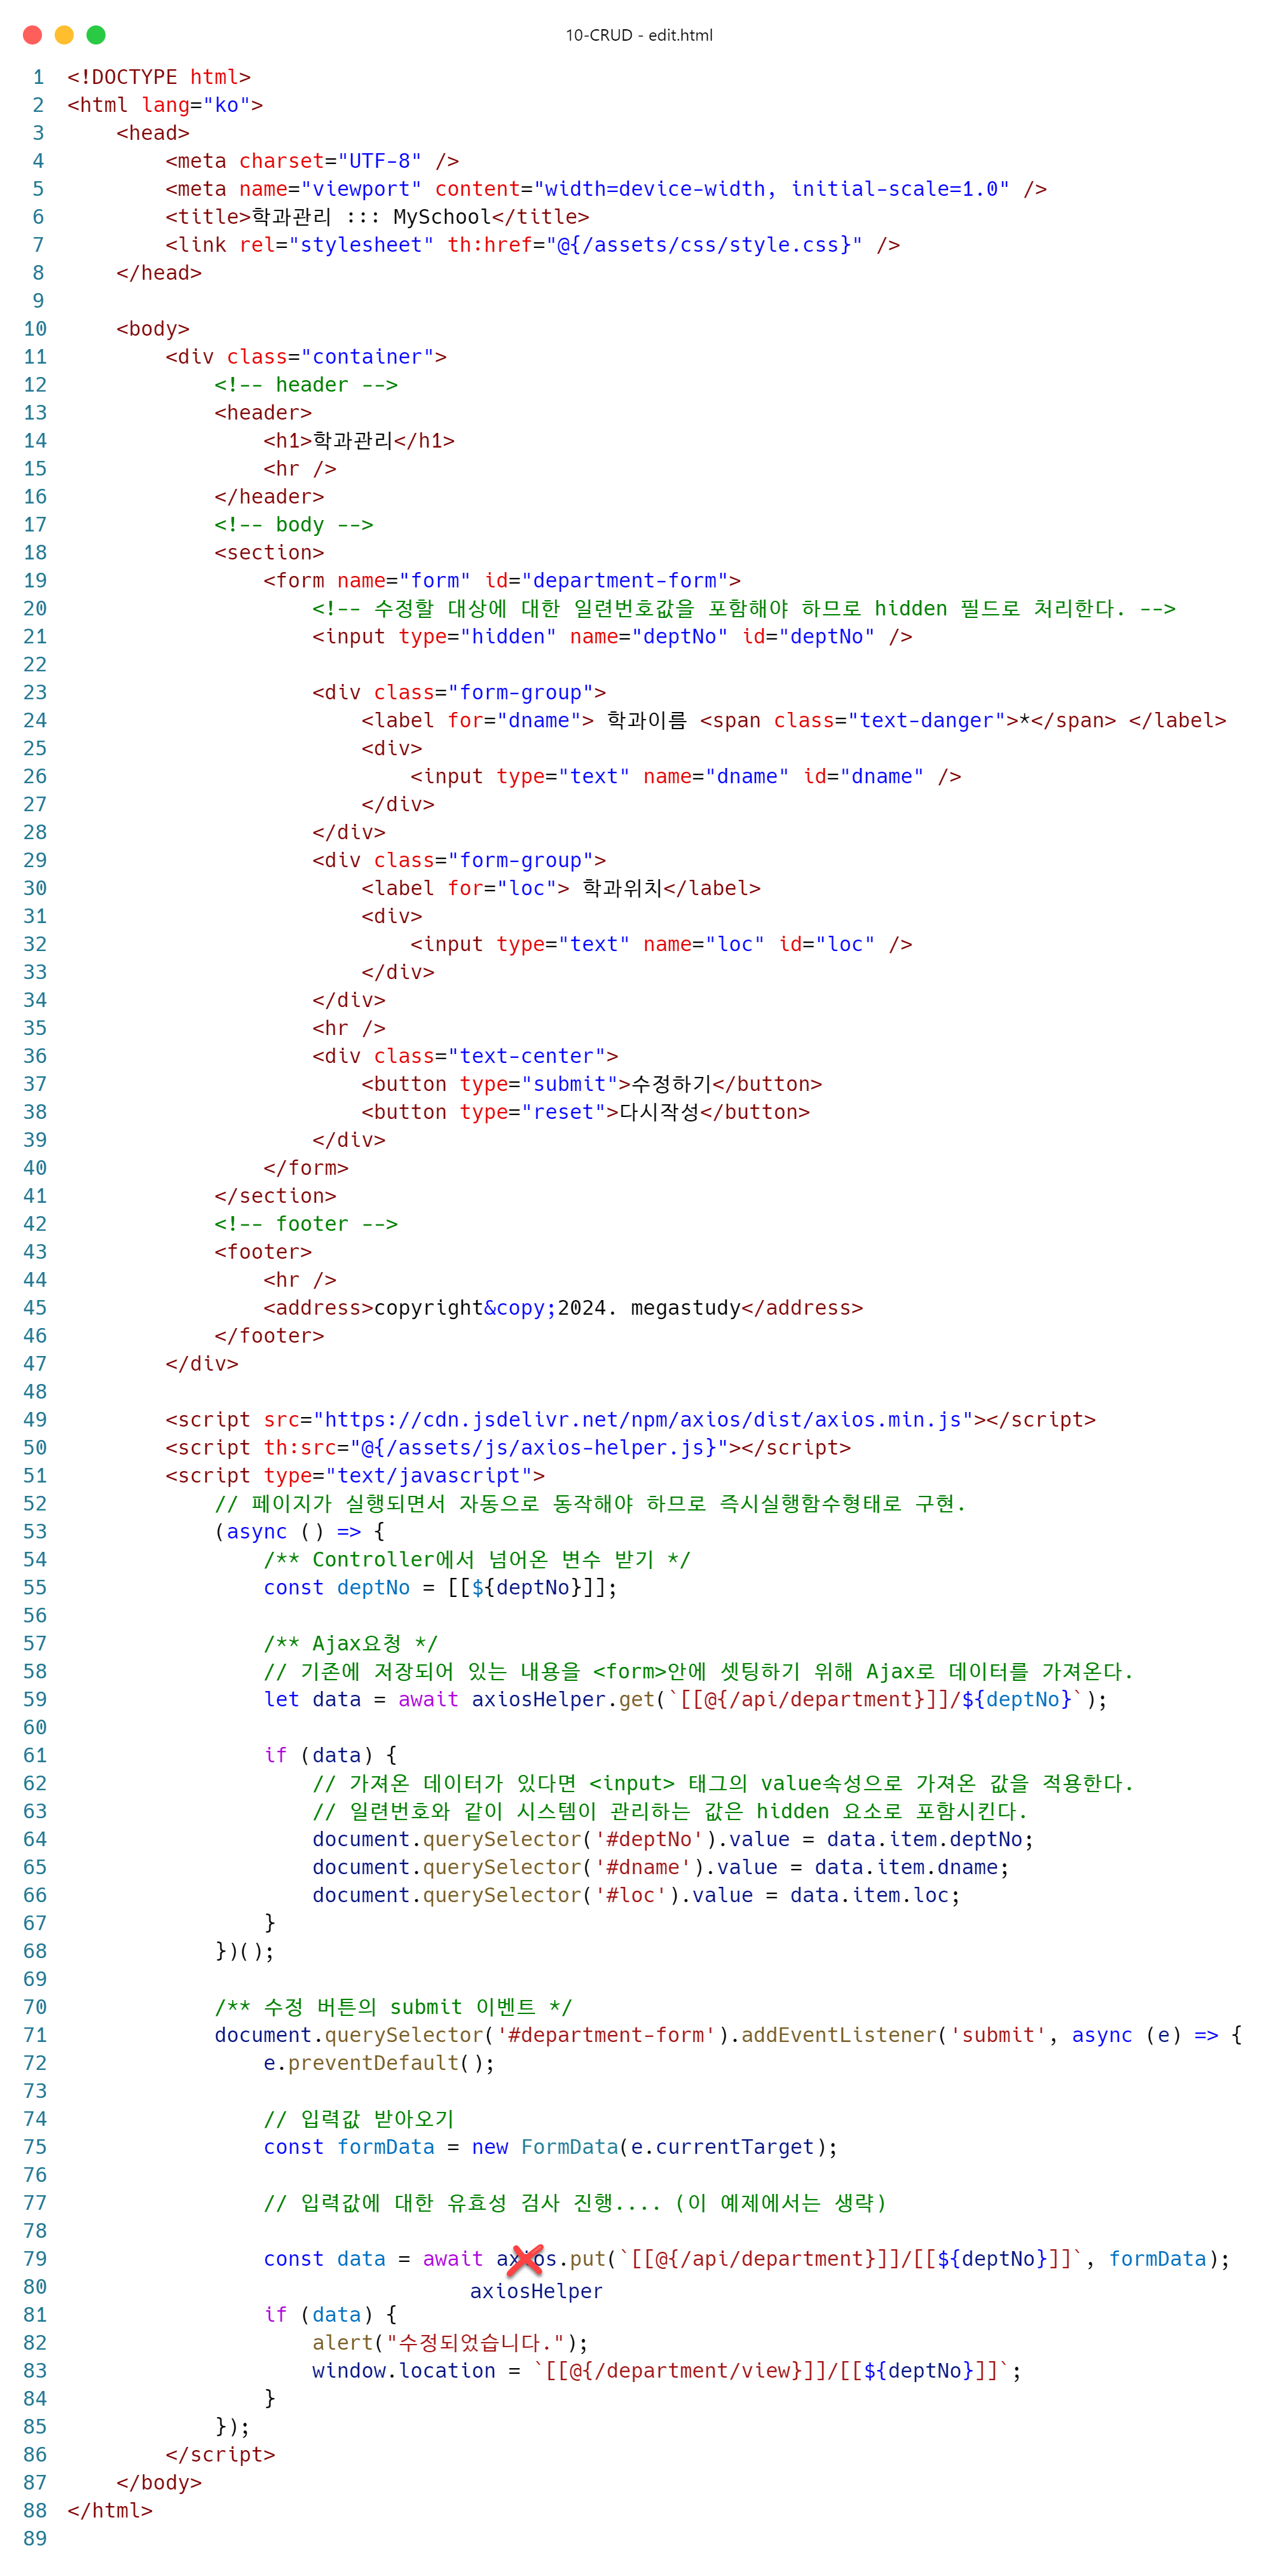 10-CRUD - edit.html
1 <!DOCTYPE html>
2 <html lang="ko">
3     <head>
4         <meta charset="UTF-8" />
5         <meta name="viewport" content="width=device-width, initial-scale=1.0" />
6         <title>학과관리 ::: MySchool</title>
7         <link rel="stylesheet" th:href="@{/assets/css/style.css}" />
8     </head>
9
10     <body>
11         <div class="container">
12             <!-- header -->
13             <header>
14                 <h1>학과관리</h1>
15                 <hr />
16             </header>
17             <!-- body -->
18             <section>
19                 <form name="form" id="department-form">
20                     <!-- 수정할 대상에 대한 일련번호값을 포함해야 하므로 hidden 필드로 처리한다. -->
21                     <input type="hidden" name="deptNo" id="deptNo" />
22
23                     <div class="form-group">
24                         <label for="dname"> 학과이름 <span class="text-danger">*</span> </label>
25                         <div>
26                             <input type="text" name="dname" id="dname" />
27                         </div>
28                     </div>
29                     <div class="form-group">
30                         <label for="loc"> 학과위치</label>
31                         <div>
32                             <input type="text" name="loc" id="loc" />
33                         </div>
34                     </div>
35                     <hr />
36                     <div class="text-center">
37                         <button type="submit">수정하기</button>
38                         <button type="reset">다시작성</button>
39                     </div>
40                 </form>
41             </section>
42             <!-- footer -->
43             <footer>
44                 <hr />
45                 <address>copyright&copy;2024. megastudy</address>
46             </footer>
47         </div>
48
49         <script src="https://cdn.jsdelivr.net/npm/axios/dist/axios.min.js"></script>
50         <script th:src="@{/assets/js/axios-helper.js}"></script>
51         <script type="text/javascript">
52             // 페이지가 실행되면서 자동으로 동작해야 하므로 즉시실행함수형태로 구현.
53             (async () => {
54                 /** Controller에서 넘어온 변수 받기 */
55                 const deptNo = [[${deptNo}]];
56
57                 /** Ajax요청 */
58                 // 기존에 저장되어 있는 내용을 <form>안에 셋팅하기 위해 Ajax로 데이터를 가져온다.
59                 let data = await axiosHelper.get(`[[@{/api/department}]]/${deptNo}`);
60
61                 if (data) {
62                     // 가져온 데이터가 있다면 <input> 태그의 value속성으로 가져온 값을 적용한다.
63                     // 일련번호와 같이 시스템이 관리하는 값은 hidden 요소로 포함시킨다.
64                     document.querySelector('#deptNo').value = data.item.deptNo;
65                     document.querySelector('#dname').value = data.item.dname;
66                     document.querySelector('#loc').value = data.item.loc;
67                 }
68             })();
69
70             /** 수정 버튼의 submit 이벤트 */
71             document.querySelector('#department-form').addEventListener('submit', async (e) => {
72                 e.preventDefault();
73
74                 // 입력값 받아오기
75                 const formData = new FormData(e.currentTarget);
76
77                 // 입력값에 대한 유효성 검사 진행.... (이 예제에서는 생략)
78
79                 const data = await axios.put(`[[@{/api/department}]]/[[${deptNo}]]`, formData);
80                                  axiosHelper
81                 if (data) {
82                     alert("수정되었습니다.");
83                     window.location = `[[@{/department/view}]]/[[${deptNo}]]`;
84                 }
85             });
86         </script>
87     </body>
88 </html>
89